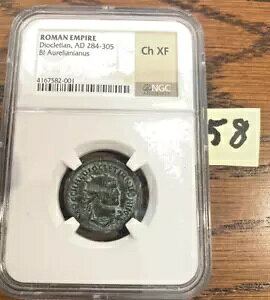 ROMAN EMPIRE
Diocletian, AD 284-305
BI Aurelianianus
Ch XF
4167582-001
NGC
58